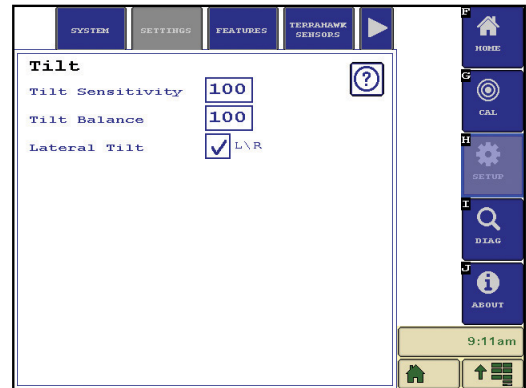 SYSTEM
SETTINGS
FEATURES
TERRAHAWK
SENSORS
Tilt
?
Tilt Sensitivity 100
Tilt Balance 100
Lateral Tilt L\R
F
HOME
G
CAL
H
SETUP
I
DIAG
J
i
ABOUT
9:11am